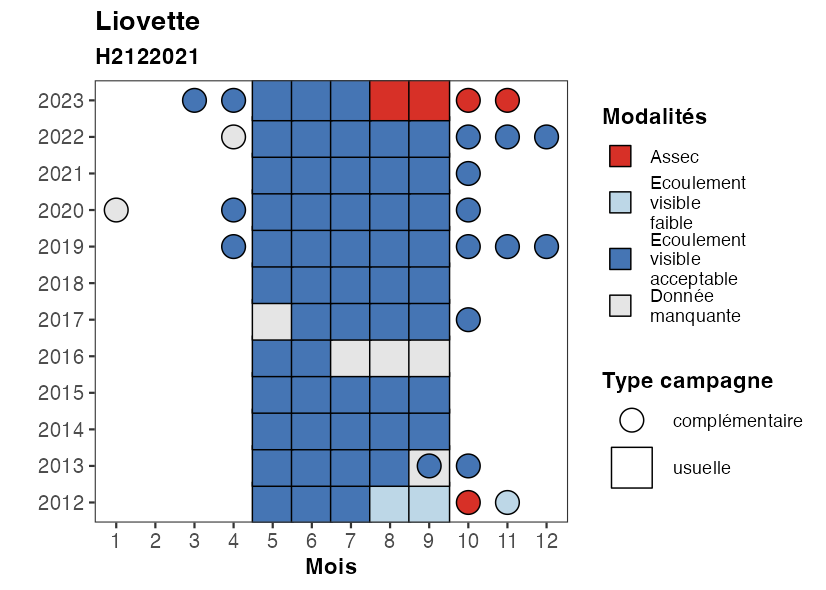 Liovette
H2122021
2023
2022
2021
2020
2019
2018
2017
2016
2015
2014
2013
2012
1 2 3 4 5 6 7 8 9 10 11 12
Mois
Modalités
Assec
Ecoulement
visible
faible
Ecoulement
visible
acceptable
Donnée
manquante
Type campagne
complémentaire
usuelle